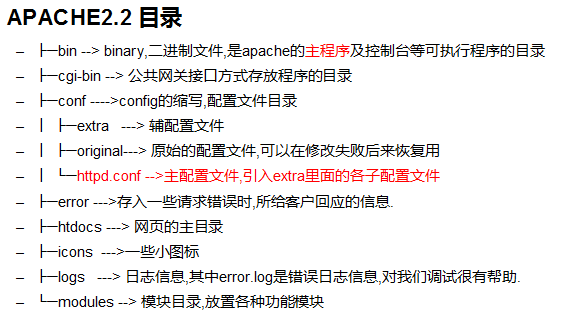 APACHE2.2 目录
– ├─bin --> binary,二进制文件,是apache的主程序及控制台等可执行程序的目录
– ├─cgi-bin --> 公共网关接口方式存放程序的目录
– ├─conf ---->config的缩写,配置文件目录
– │ ├─extra ---> 辅配置文件
– │ ├─original---> 原始的配置文件,可以在修改失败后来恢复用
– │ └─httpd.conf -->主配置文件,引入extra里面的各子配置文件
– ├─error --->存入一些请求错误时,所给客户回应的信息.
– ├─htdocs ---> 网页的主目录
– ├─icons --->一些小图标
– ├─logs ---> 日志信息,其中error.log是错误日志信息,对我们调试很有帮助.
– └─modules --> 模块目录,放置各种功能模块